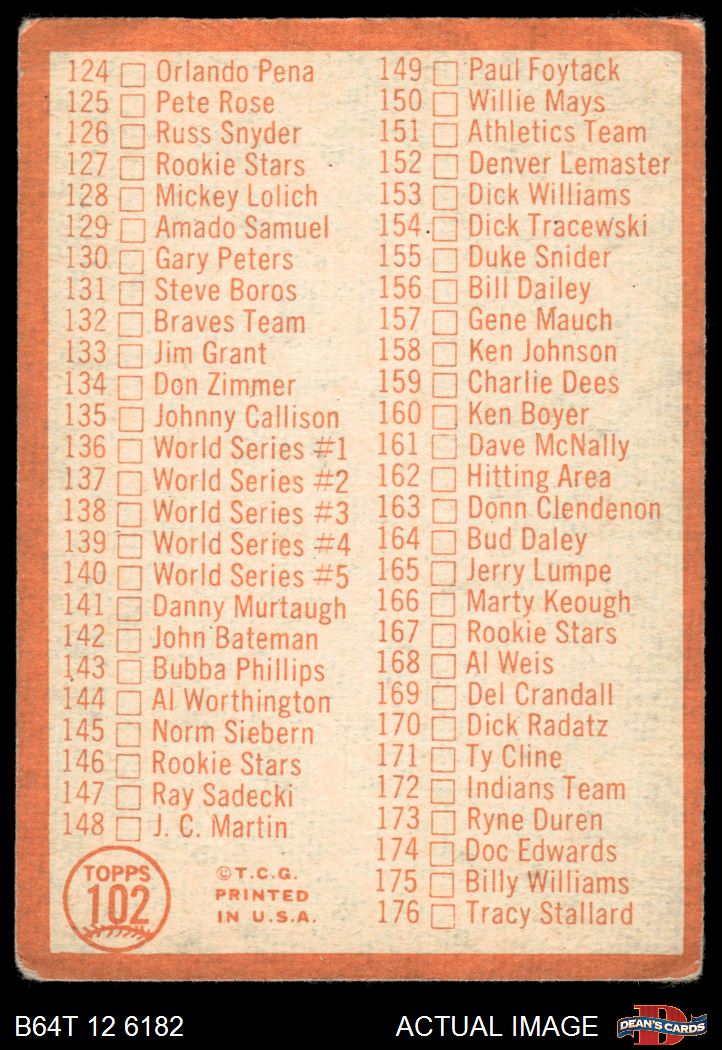 124 Orlando Pena
125 Pete Rose
126 Russ Snyder
127 Rookie Stars
128 Mickey Lolich
129 Amado Samuel
130 Gary Peters
131 Steve Boros
132 Braves Team
133 Jim Grant
134 Don Zimmer
135 Johnny Callison
136 World Series #1
137 World Series #2
138 World Series #3
139 World Series #4
140 World Series #5
141 Danny Murtaugh
142 John Bateman
143 Bubba Phillips
144 Al Worthington
145 Norm Siebern
146 Rookie Stars
147 Ray Sadecki
148 J. C. Martin
TOPPS
102
©T.C.G.
PRINTED
IN U.S.A.
149 Paul Foytack
150 Willie Mays
151 Athletics Team
152 Denver Lemaster
153 Dick Williams
154 Dick Tracewski
155 Duke Snider
156 Bill Dailey
157 Gene Mauch
158 Ken Johnson
159 Charlie Dees
160 Ken Boyer
161 Dave McNally
162 Hitting Area
163 Donn Clendenon
164 Bud Daley
165 Jerry Lumpe
166 Marty Keough
167 Rookie Stars
168 Al Weis
169 Del Crandall
170 Dick Radatz
171 Ty Cline
172 Indians Team
173 Ryne Duren
174 Doc Edwards
175 Billy Williams
176 Tracy Stallard
B64T 12 6182
ACTUAL IMAGE
D
DEAN'S CARDS